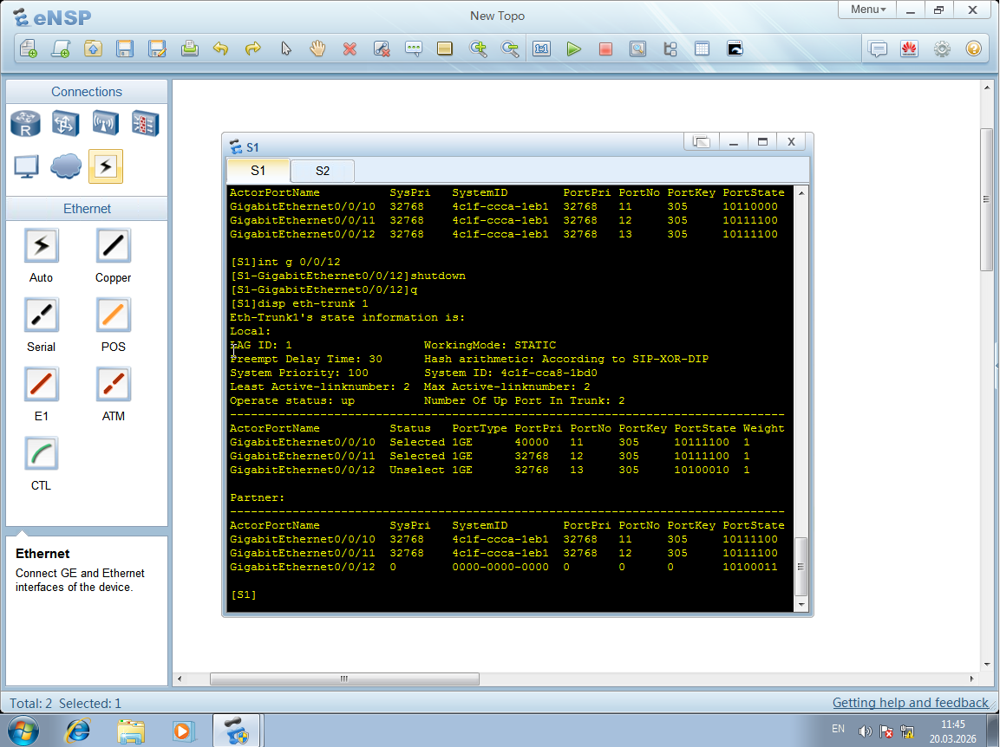 eNSP
New Topo
Menu
Connections
R
Ethernet
Auto
Copper
Serial
POS
E1
ATM
CTL
Ethernet
Connect GE and Ethernet
interfaces of the device.
S1
S1
S2
ActorPortName SysPri SystemID PortPri PortNo PortKey PortState
GigabitEthernet0/0/10 32768 4c1f-ccca-1eb1 32768 11 305 10110000
GigabitEthernet0/0/11 32768 4c1f-ccca-1eb1 32768 12 305 10111100
GigabitEthernet0/0/12 32768 4c1f-ccca-1eb1 32768 13 305 10111100
[S1]int g 0/0/12
[S1-GigabitEthernet0/0/12]shutdown
[S1-GigabitEthernet0/0/12]q
[S1]disp eth-trunk 1
Eth-Trunk1's state information is:
Local:
LAG ID: 1 WorkingMode: STATIC
Preempt Delay Time: 30 Hash arithmetic: According to SIP-XOR-DIP
System Priority: 100 System ID: 4c1f-cca8-1bd0
Least Active-linknumber: 2 Max Active-linknumber: 2
Operate status: up Number Of Up Port In Trunk: 2
--------------------------------------------------------------------------------
ActorPortName Status PortType PortPri PortNo PortKey PortState Weight
GigabitEthernet0/0/10 Selected 1GE 40000 11 305 10111100 1
GigabitEthernet0/0/11 Selected 1GE 32768 12 305 10111100 1
GigabitEthernet0/0/12 Unselect 1GE 32768 13 305 10100010 1
Partner:
--------------------------------------------------------------------------------
ActorPortName SysPri SystemID PortPri PortNo PortKey PortState
GigabitEthernet0/0/10 32768 4c1f-ccca-1eb1 32768 11 305 10111100
GigabitEthernet0/0/11 32768 4c1f-ccca-1eb1 32768 12 305 10111100
GigabitEthernet0/0/12 0 0000-0000-0000 0 0 0 10100011
[S1]
Total: 2 Selected: 1
Getting help and feedback
EN
11:45
20.03.2026